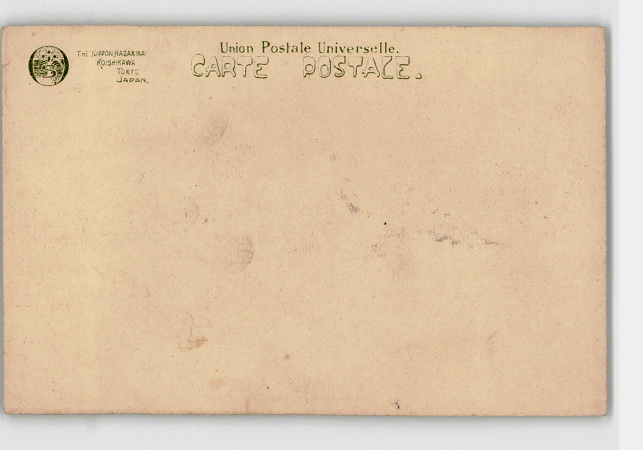 Union Postale Universelle.
CARTE POSTALE.
THE NIPPON HAGAKIKAI
KOISHIKAWA
TOKYO
JAPAN.